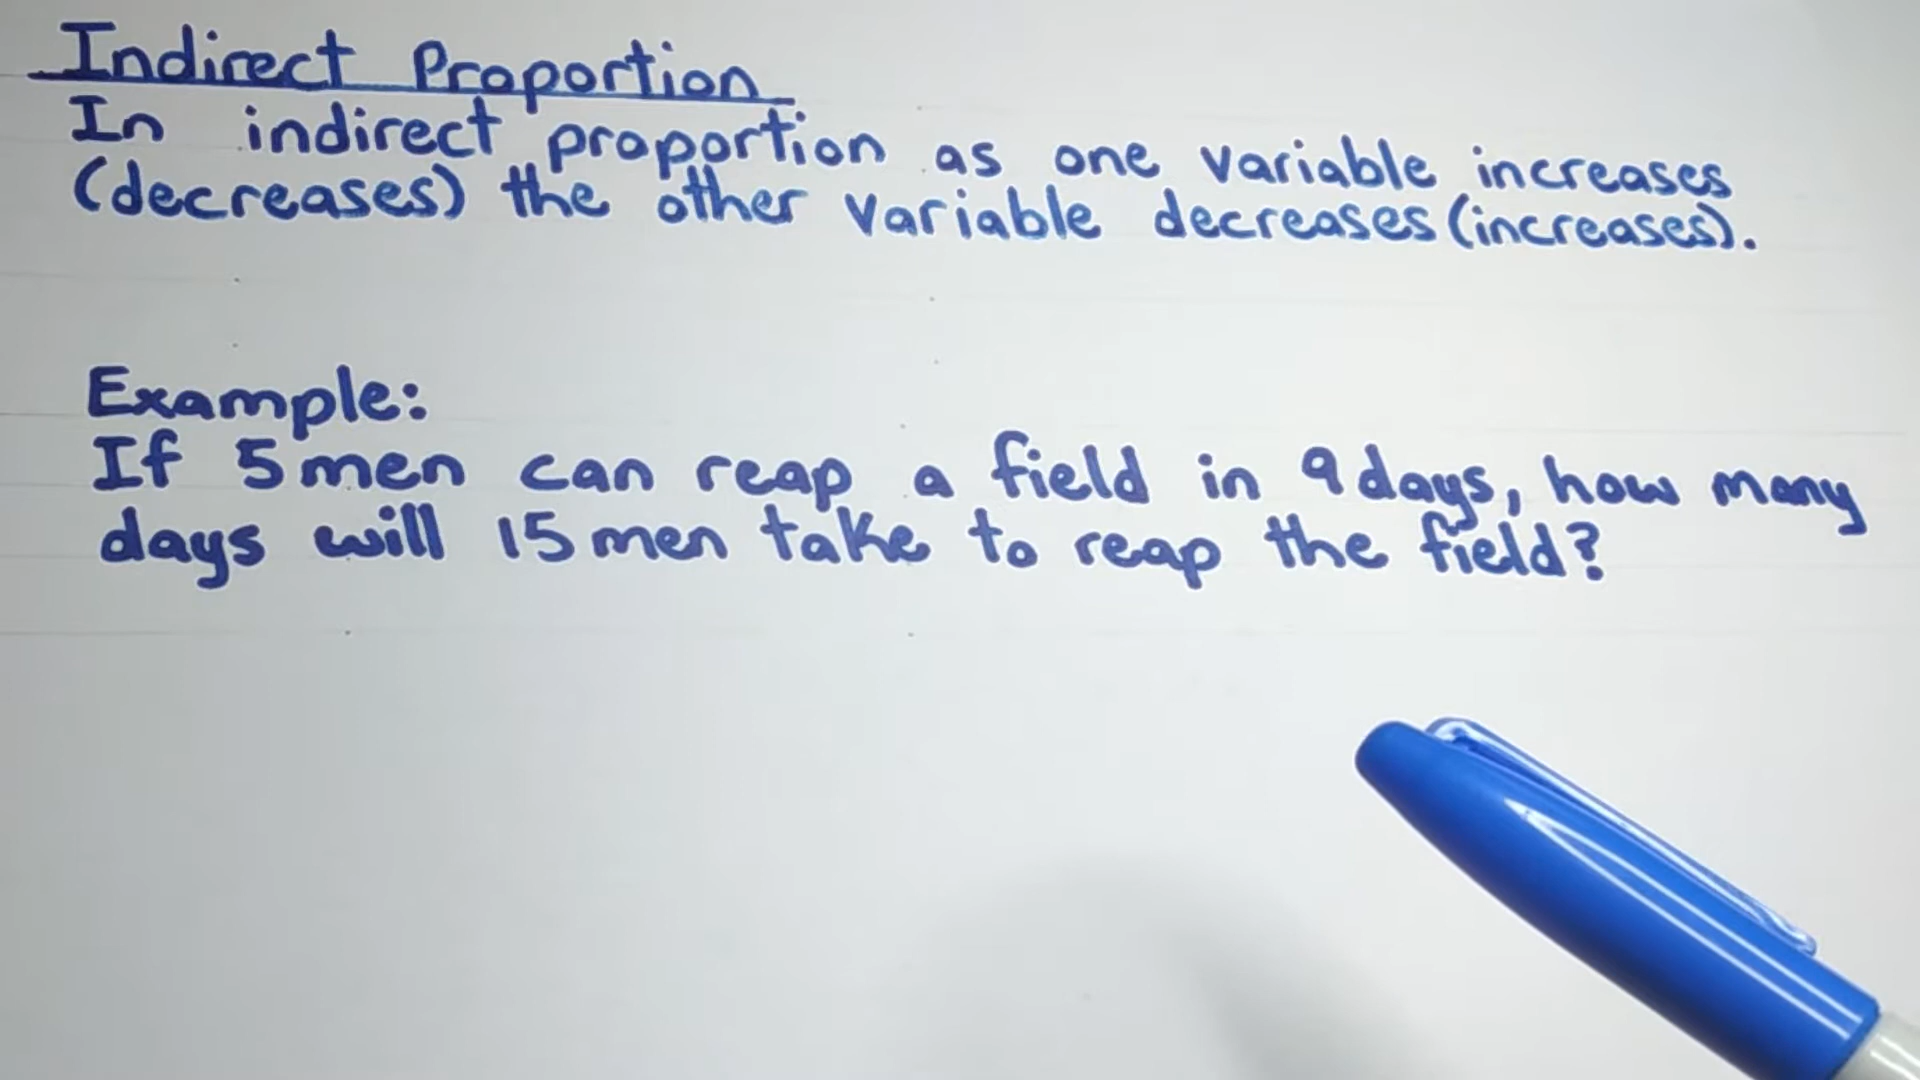 Indirect Proportion
In indirect proportion as one variable increases
(decreases) the other variable decreases (increases).
Example:
If 5 men can reap a field in 9 days, how many
days will 15 men take to reap the field?